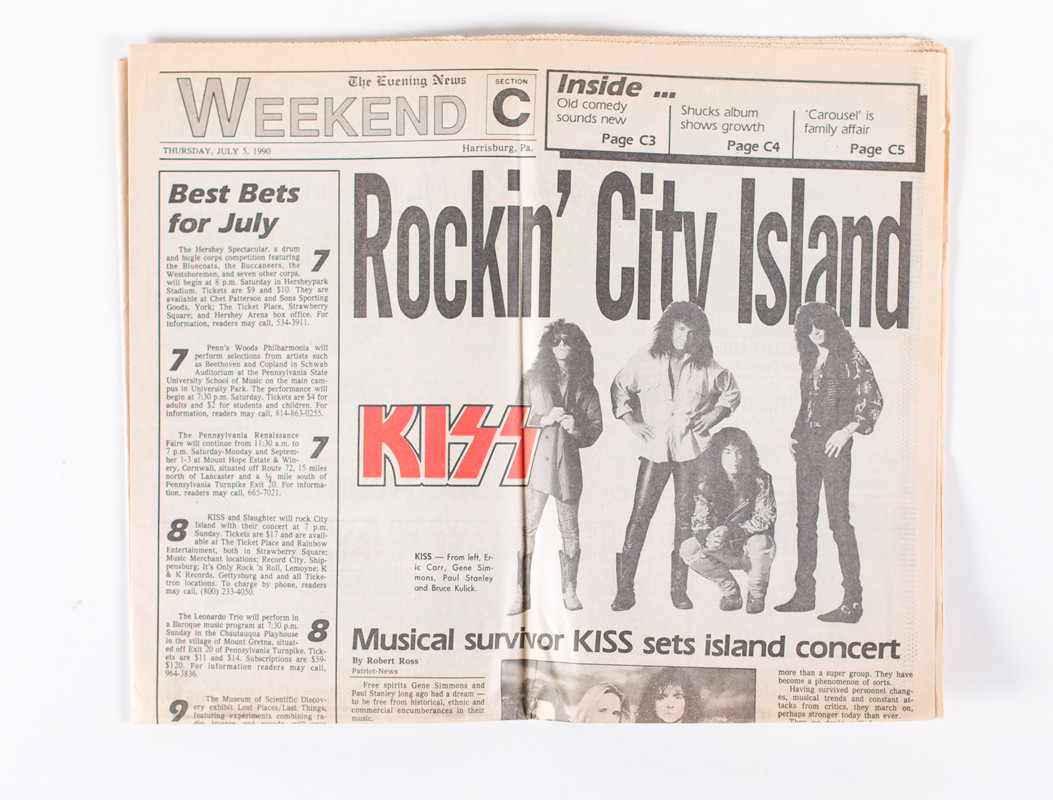 The Evening News
WEEKEND
SECTION
C
THURSDAY, JULY 5, 1990
Harrisburg, Pa.
Inside ...
Old comedy
sounds new
Page C3
Shucks album
shows growth
Page C4
'Carousel' is
family affair
Page C5
Best Bets
for July
7
The Hershey Spectacular, a drum
and bugle corps competition featuring
the Bluecoats, the Buccaneers, the
Westshoremen, and seven other corps,
will begin at 8 p.m. Saturday in Hersheypark
Stadium. Tickets are $9 and $10. They are
available at Chet Patterson and Sons Sporting
Goods, York; The Ticket Place, Strawberry
Square; and Hershey Arena box office. For
information, readers may call, 534-3911.
7
Penn's Woods Philharmonia will
perform selections from artists such
as Beethoven and Copland in Schwab
Auditorium at the Pennsylvania State
University School of Music on the main cam-
pus in University Park. The performance will
begin at 7:30 p.m. Saturday. Tickets are $4 for
adults and $2 for students and children. For
information, readers may call, 814-863-0255.
7
The Pennsylvania Renaissance
Faire will continue from 11:30 a.m. to
7 p.m. Saturday-Monday and Septem-
ber 1-3 at Mount Hope Estate & Win-
ery, Cornwall, situated off Route 72, 15 miles
north of Lancaster and a ½ mile south of
Pennsylvania Turnpike Exit 20. For informa-
tion, readers may call, 665-7021.
8
KISS and Slaughter will rock City
Island with their concert at 7 p.m.
Sunday. Tickets are $17 and are avail-
able at The Ticket Place and Rainbow
Entertainment, both in Strawberry Square;
Music Merchant locations; Record City, Ship-
pensburg; It's Only Rock 'n Roll, Lemoyne; K
& K Records, Gettysburg and and all Ticke-
tron locations. To charge by phone, readers
may call, (800) 233-4050.
8
The Leonardo Trio will perform in
a Baroque music program at 7:30 p.m.
Sunday in the Chautauqua Playhouse
in the village of Mount Gretna, situat-
ed off Exit 20 of Pennsylvania Turnpike. Tick-
ets are $11 and $14. Subscriptions are $59-
$120. For information readers may call,
964-3836.
9
The Museum of Scientific Discov-
ery exhibit Lost Places/Last Things,
featuring experiments combining ra-
Rockin' City Island
KISS
KISS — From left, Er-
ic Carr, Gene Sim-
mons, Paul Stanley
and Bruce Kulick.
Musical survivor KISS sets island concert
By Robert Ross
Patriot-News
Free spirits Gene Simmons and
Paul Stanley long ago had a dream —
to be free from historical, ethnic and
commercial encumbrances in their
music.
more than a super group. They have
become a phenomenon of sorts.
Having survived personnel chang-
es, musical trends and constant at-
tacks from critics, they march on,
perhaps stronger today than ever.